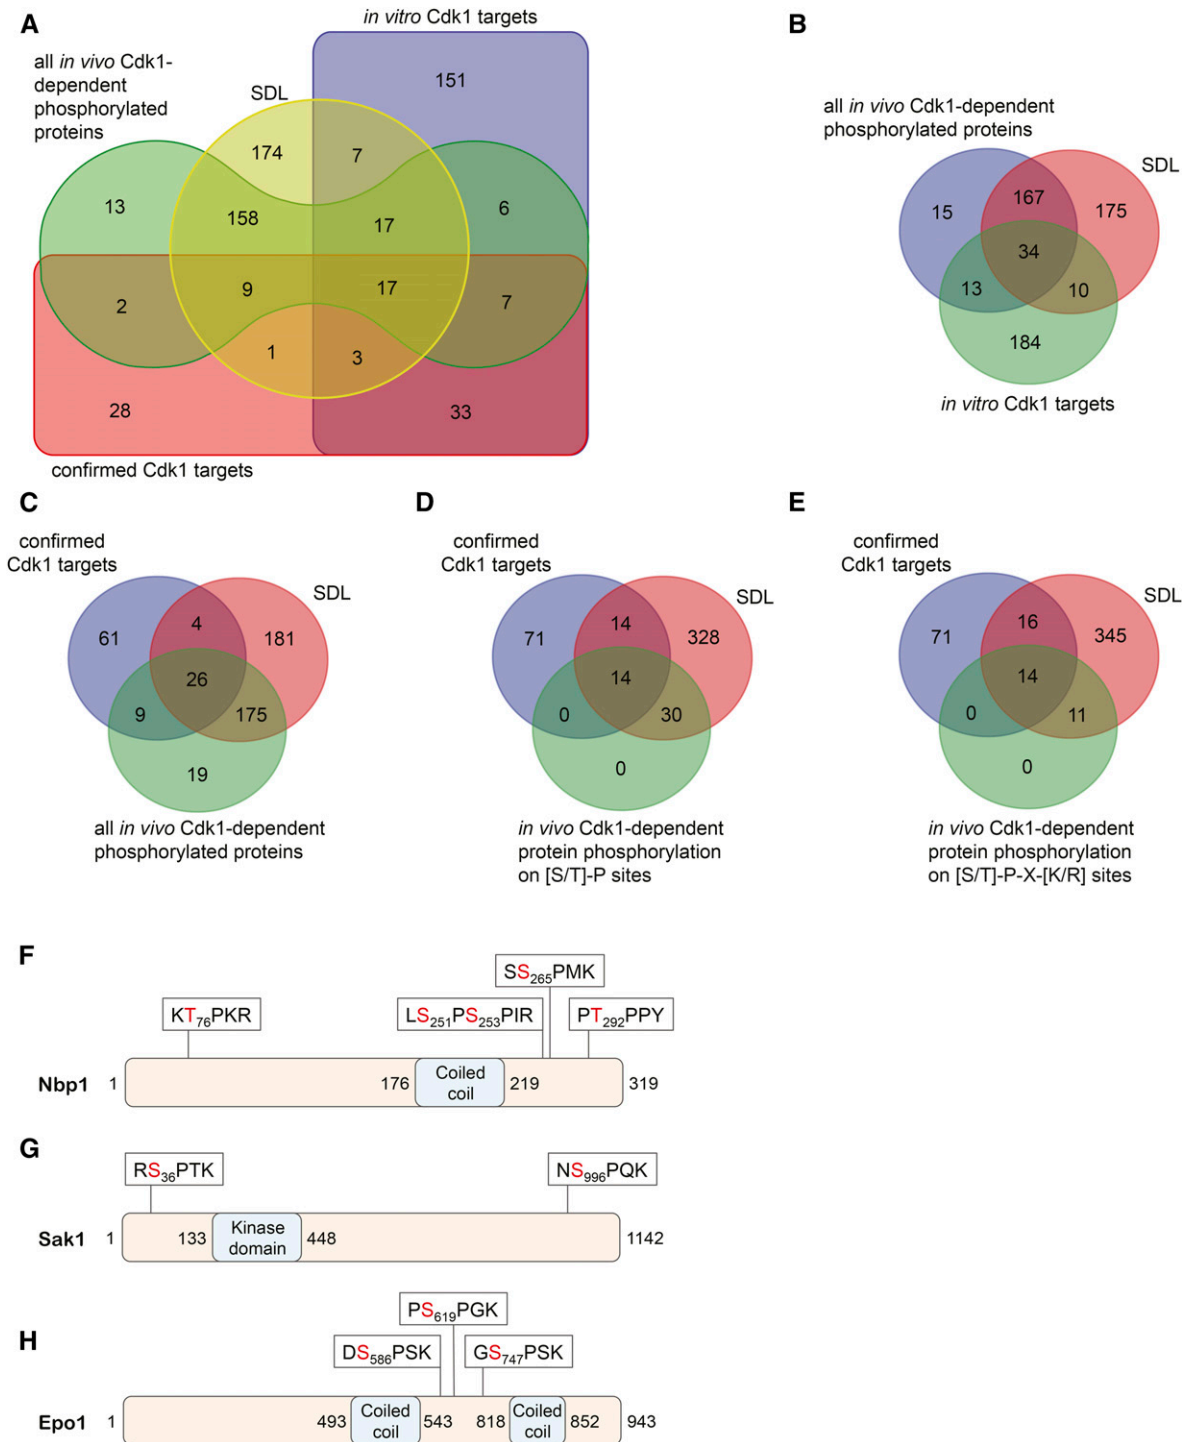 A
in vitro Cdk1 targets
all in vivo Cdk1-
dependent
phosphorylated
proteins
SDL
151
174
7
13
158
17
6
2
9
17
7
1
3
28
33
confirmed Cdk1 targets
B
all in vivo Cdk1-dependent
phosphorylated proteins
SDL
15
167
175
34
13
10
184
in vitro Cdk1 targets
C
confirmed
Cdk1 targets
SDL
61
4
181
26
9
175
19
all in vivo Cdk1-dependent
phosphorylated proteins
D
confirmed
Cdk1 targets
SDL
71
14
328
14
0
30
0
in vivo Cdk1-dependent
protein phosphorylation
on [S/T]-P sites
E
confirmed
Cdk1 targets
SDL
71
16
345
14
0
11
0
in vivo Cdk1-dependent
protein phosphorylation
on [S/T]-P-X-[K/R] sites
F
SS265PMK
KT76PKR
LS251PS253PIR
PT292PPY
Nbp1
1
176
Coiled
coil
219
319
G
RS36PTK
NS996PQK
Sak1
1
133
Kinase
domain
448
1142
H
PS619PGK
DS586PSK
GS747PSK
Epo1
1
493
Coiled
coil
543
818
Coiled
coil
852
943